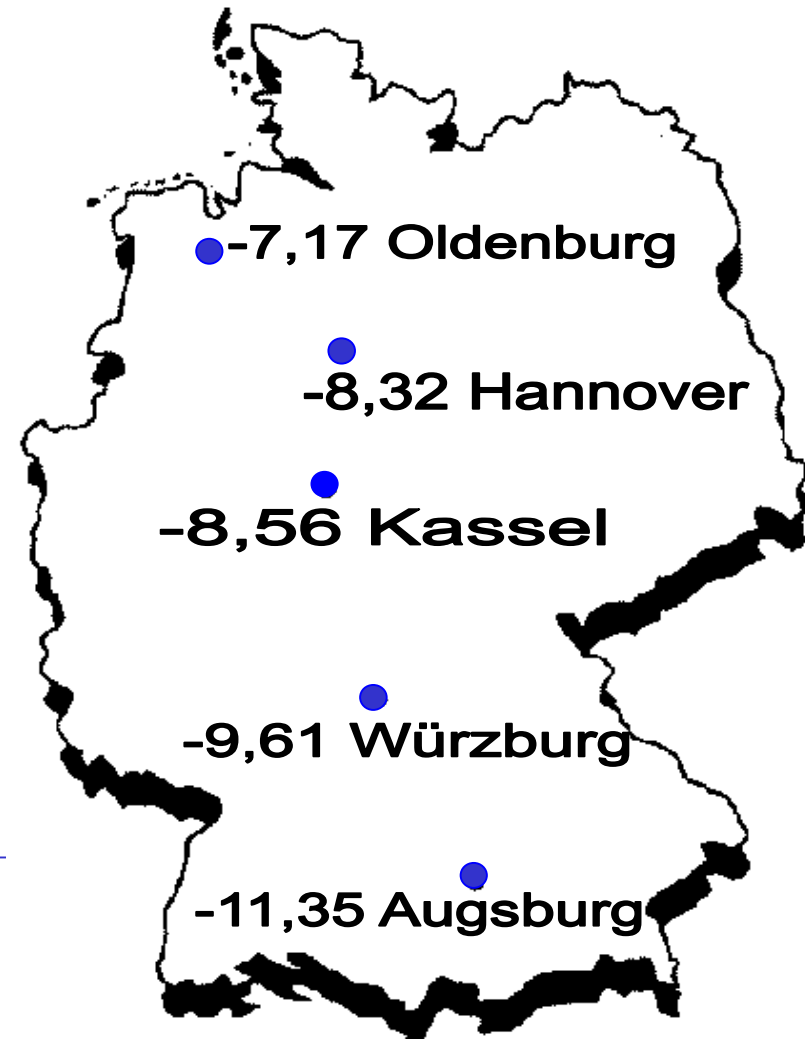 -7,17 Oldenburg
-8,32 Hannover
-8,56 Kassel
-9,61 Würzburg
-11,35 Augsburg